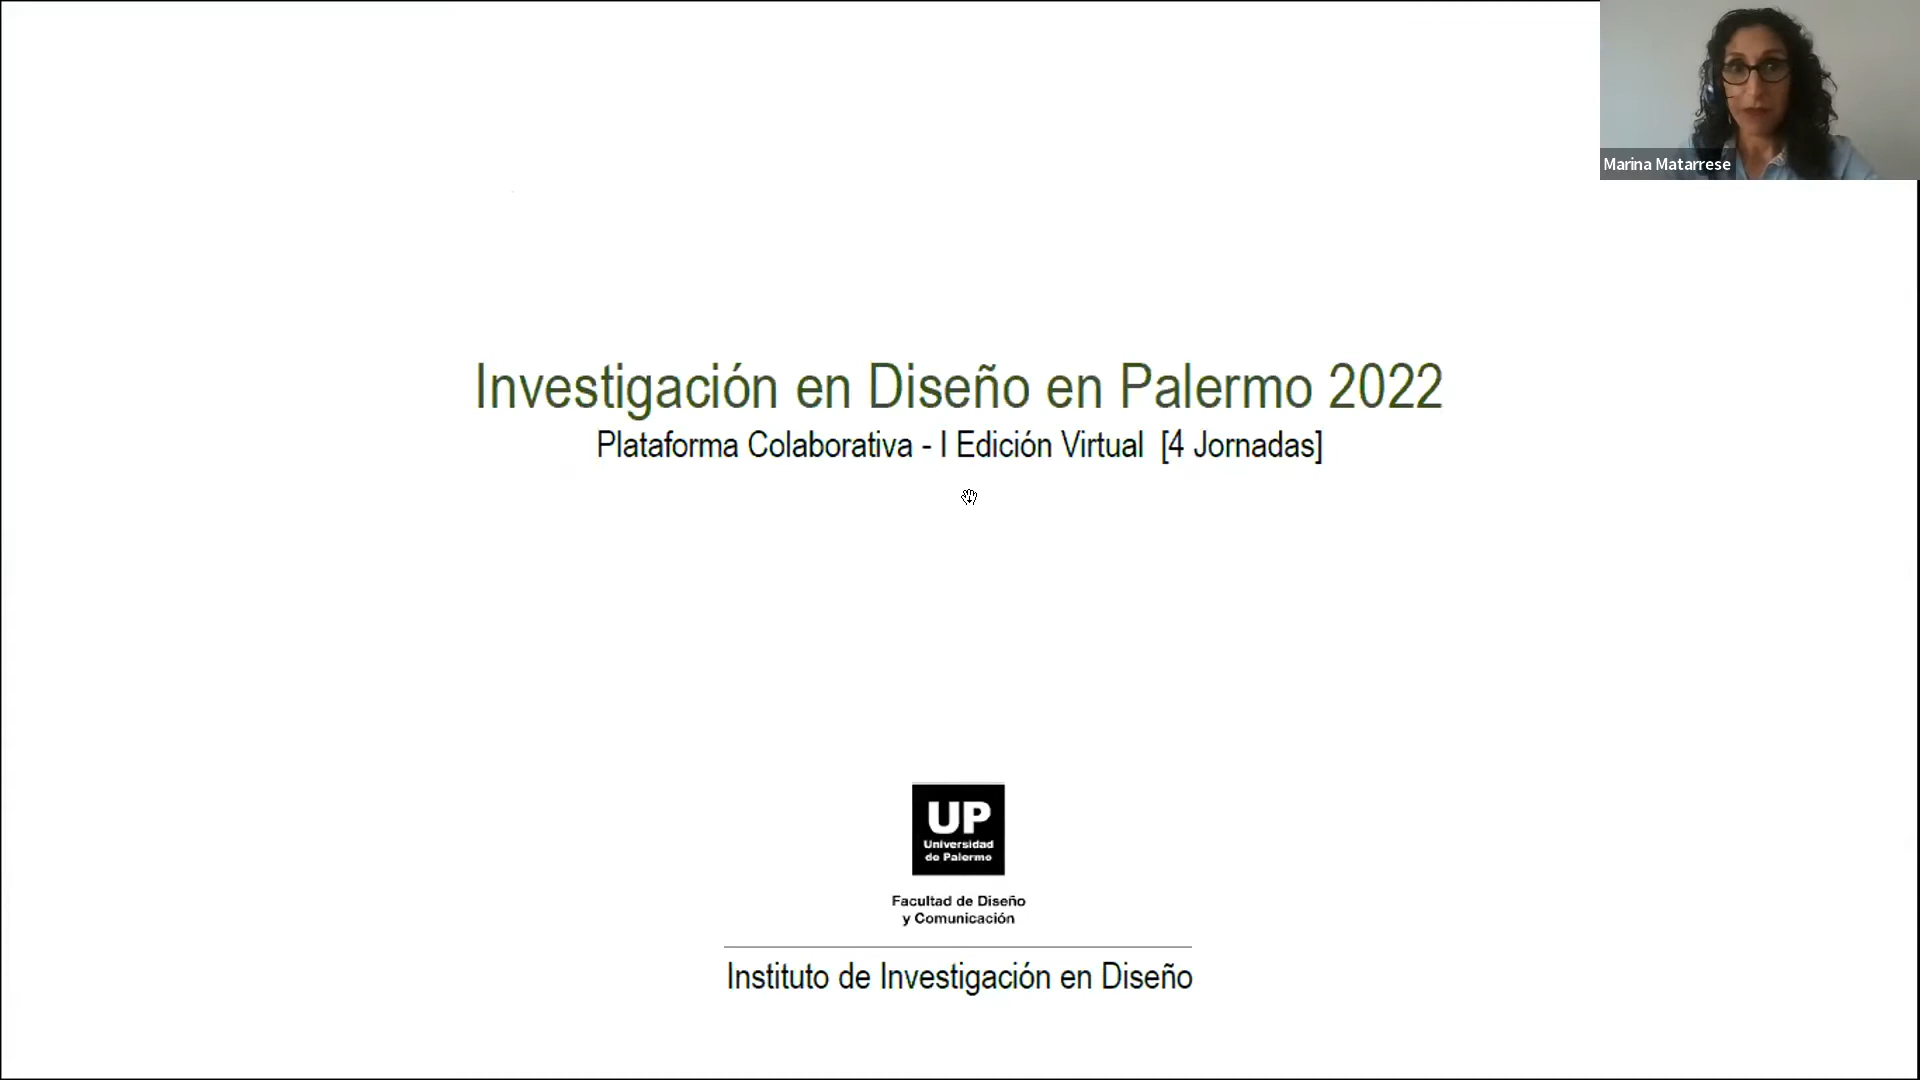 Marina Matarrese
Investigación en Diseño en Palermo 2022
Plataforma Colaborativa - I Edición Virtual [4 Jornadas]
UP
Universidad
de Palermo
Facultad de Diseño
y Comunicación
Instituto de Investigación en Diseño